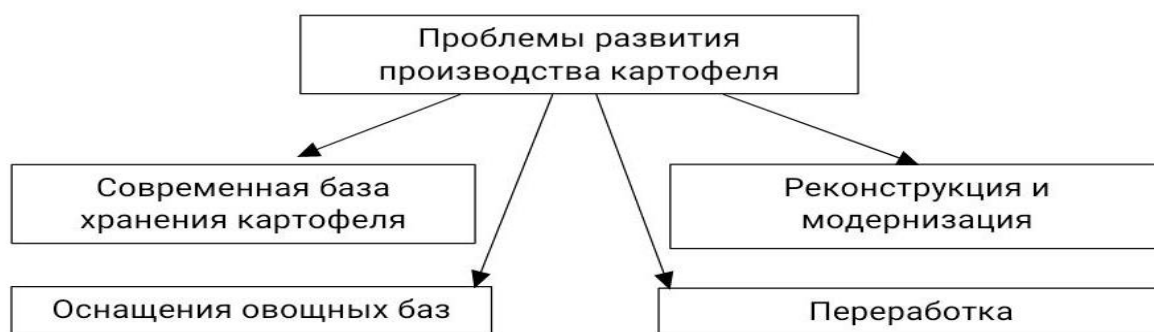 Проблемы развития
производства картофеля
Современная база
хранения картофеля
Реконструкция и
модернизация
Оснащения овощных баз
Переработка